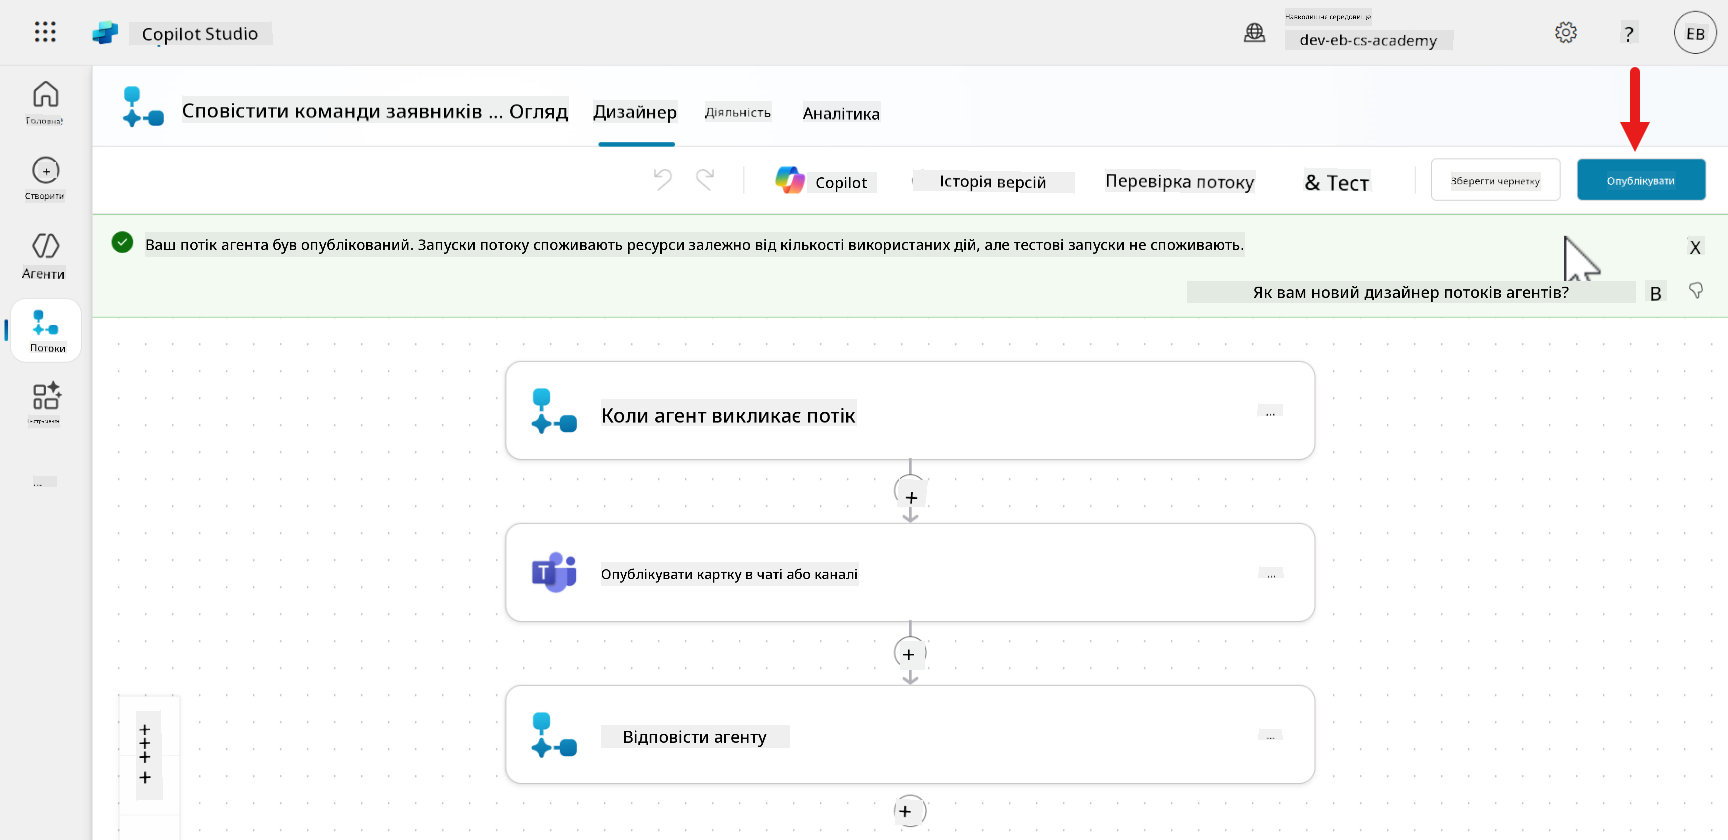 Copilot Studio
Навколишнє середовище
dev-eb-cs-academy
?
EB
Головна!
Створити
Агенти
Потоки
Сповістити команди заявників ... Огляд
Дизайнер
Діяльність
Аналітика
Copilot
Історія версій
Перевірка потоку
& Тест
Зберегти чернетку
Опублікувати
Ваш потік агента був опублікований. Запуски потоку споживають ресурси залежно від кількості використаних дій, але тестові запуски не споживають.
X
Як вам новий дизайнер потоків агентів?
В
Коли агент викликає потік
...
+
Опублікувати картку в чаті або каналі
...
+
Відповісти агенту
...
+
+
+
+
+